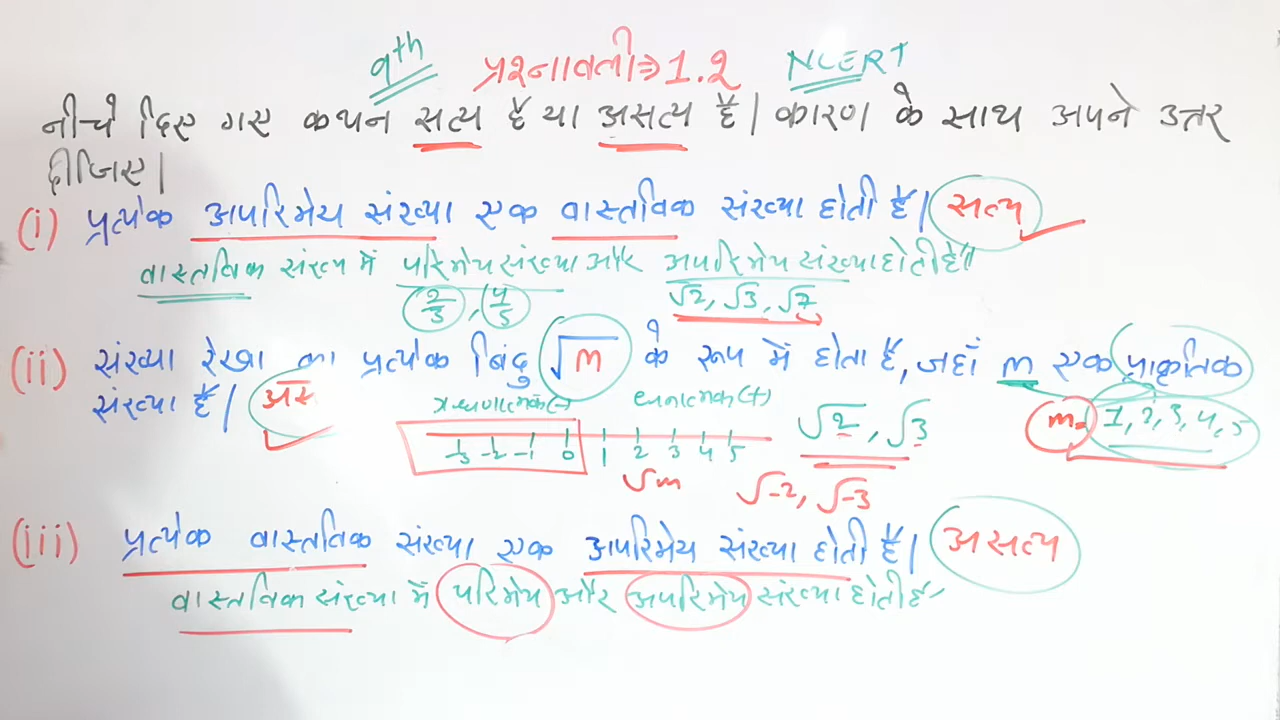 9th प्रश्नावली⇒1.2 NCERT
नीचे दिए गए कथन सत्य हैं या असत्य हैं| कारण के साथ अपने उत्तर
दीजिए|
(i) प्रत्येक अपरिमेय संख्या एक वास्तविक संख्या होती है| सत्य
वास्तविक संख्य में परिमेय संख्या और अपरिमेय संख्या होती है॥
2/3, 4/5 √2, √3, √7
(ii) संख्या रेखा का प्रत्येक बिंदु √m के रूप में होता है, जहाँ m एक प्राकृतिक
संख्या है| अस
(-) धनात्मक(+) m= 1, 2, 3, 4, 5
-3 -2 -1 0 1 2 3 4 5 √2, √3
√m √-2, √-3
(iii) प्रत्येक वास्तविक संख्या एक अपरिमेय संख्या होती है| असत्य
वास्तविक संख्या में परिमेय और अपरिमेय संख्या होती है